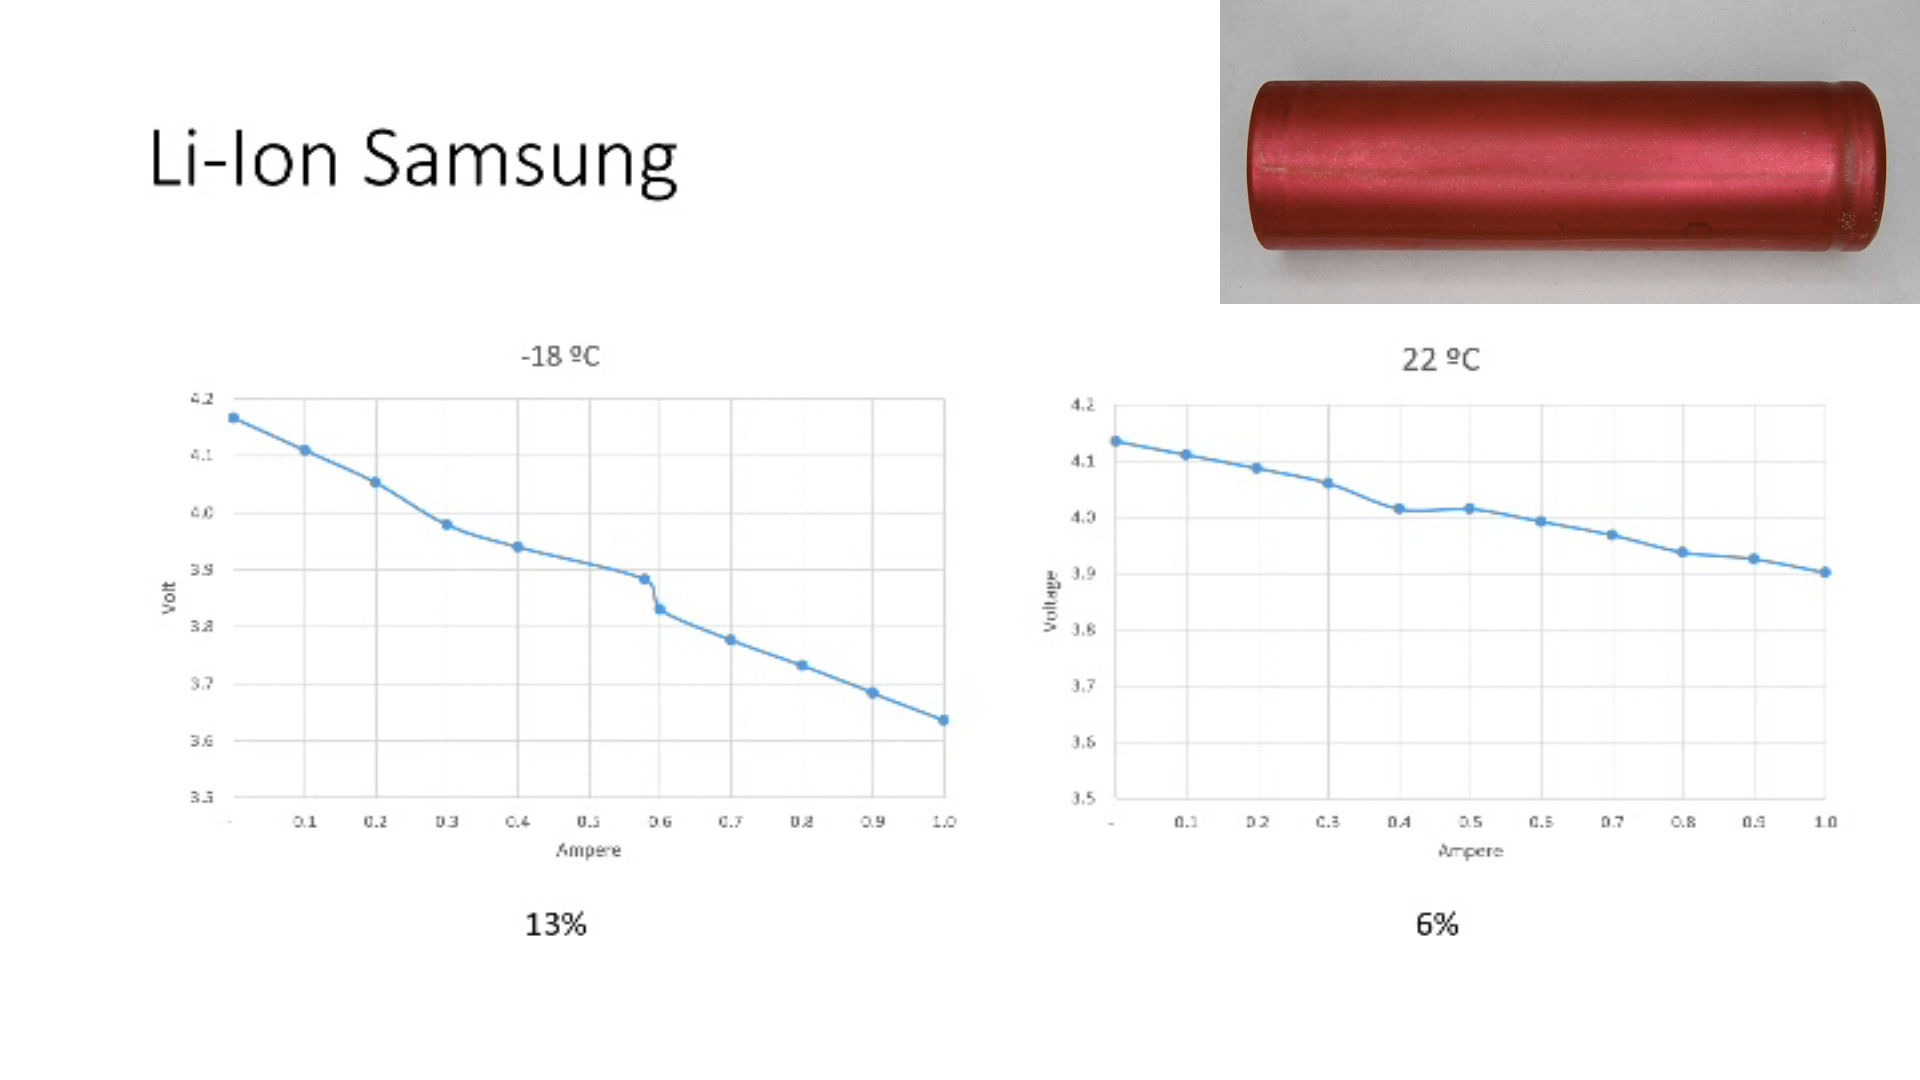 Li-Ion Samsung
-18 ºC
4.2
4.1
4.0
3.9
3.8
3.7
3.6
3.5
Volt
- 0.1 0.2 0.3 0.4 0.5 0.6 0.7 0.8 0.9 1.0
Ampere
13%
22 ºC
4.2
4.1
4.0
3.9
3.8
3.7
3.6
3.5
Voltage
- 0.1 0.2 0.3 0.4 0.5 0.6 0.7 0.8 0.9 1.0
Ampere
6%